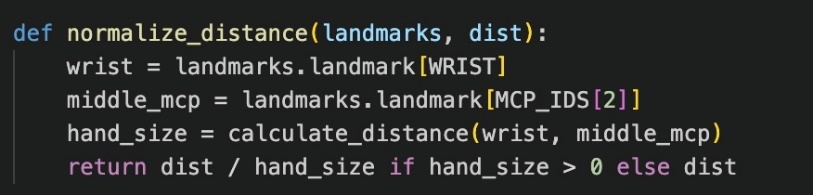 def normalize_distance(landmarks, dist):
    wrist = landmarks.landmark[WRIST]
    middle_mcp = landmarks.landmark[MCP_IDS[2]]
    hand_size = calculate_distance(wrist, middle_mcp)
    return dist / hand_size if hand_size > 0 else dist